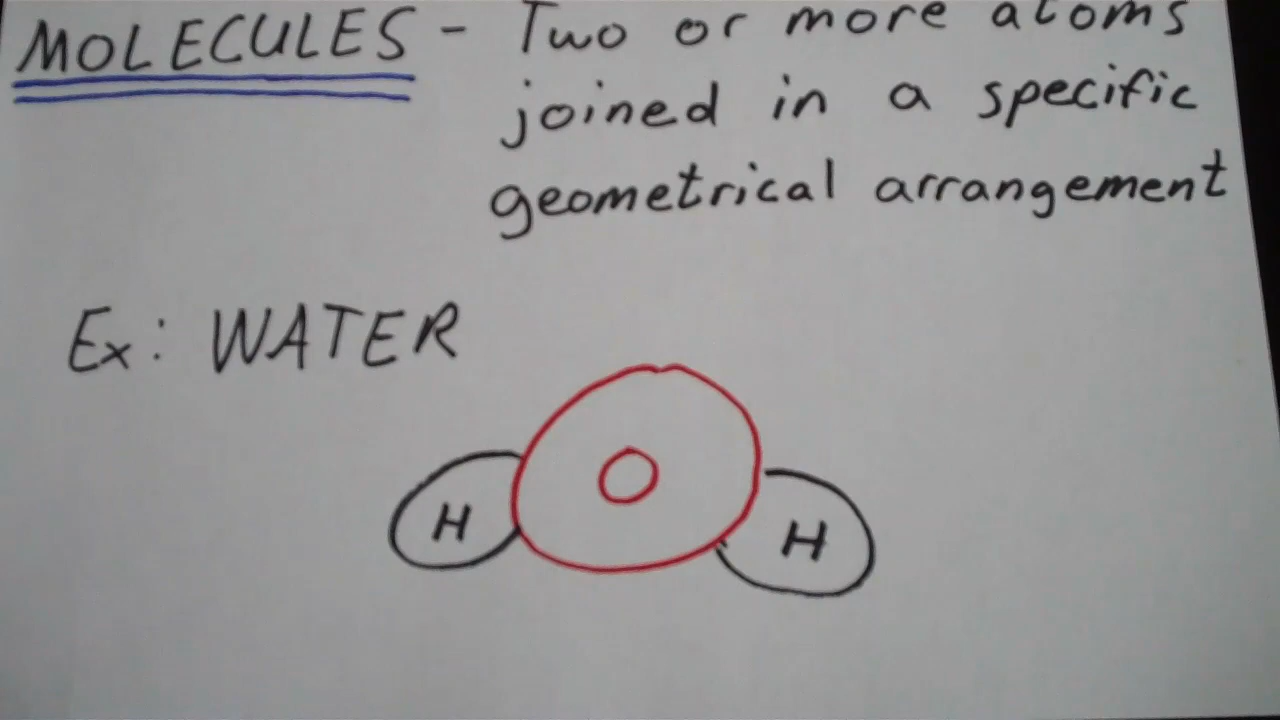 MOLECULES - Two or more atoms
joined in a specific
geometrical arrangement
Ex: WATER
H O H